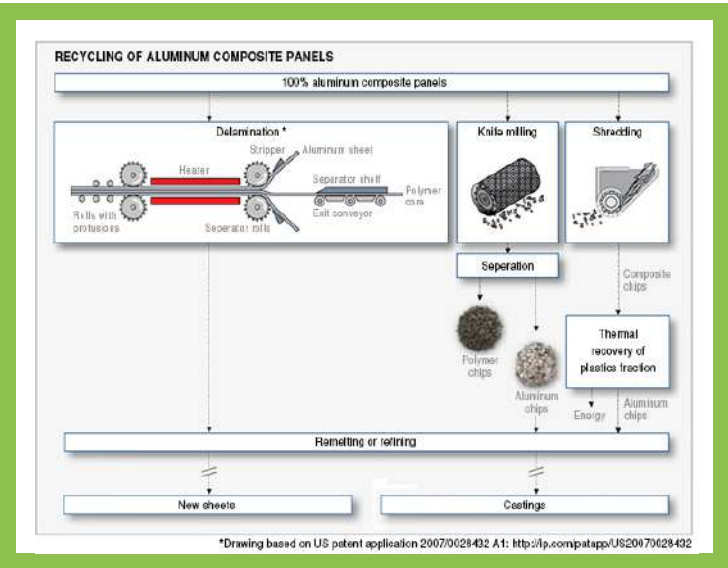 RECYCLING OF ALUMINUM COMPOSITE PANELS
100% aluminum composite panels
Delamination *
Stripper
Aluminum sheet
Heater
Separator shelf
Polymer
core
Rolls with
protrusions
Seperator rolls
Exit conveyor
Knife milling
Shredding
Seperation
Composite
chips
Polymer
chips
Aluminum
chips
Thermal
recovery of
plastics fraction
Energy
Aluminum
chips
Remelting or refining
New sheets
Castings
*Drawing based on US patent application 2007/0028432 A1: http://ip.com/patapp/US20070028432